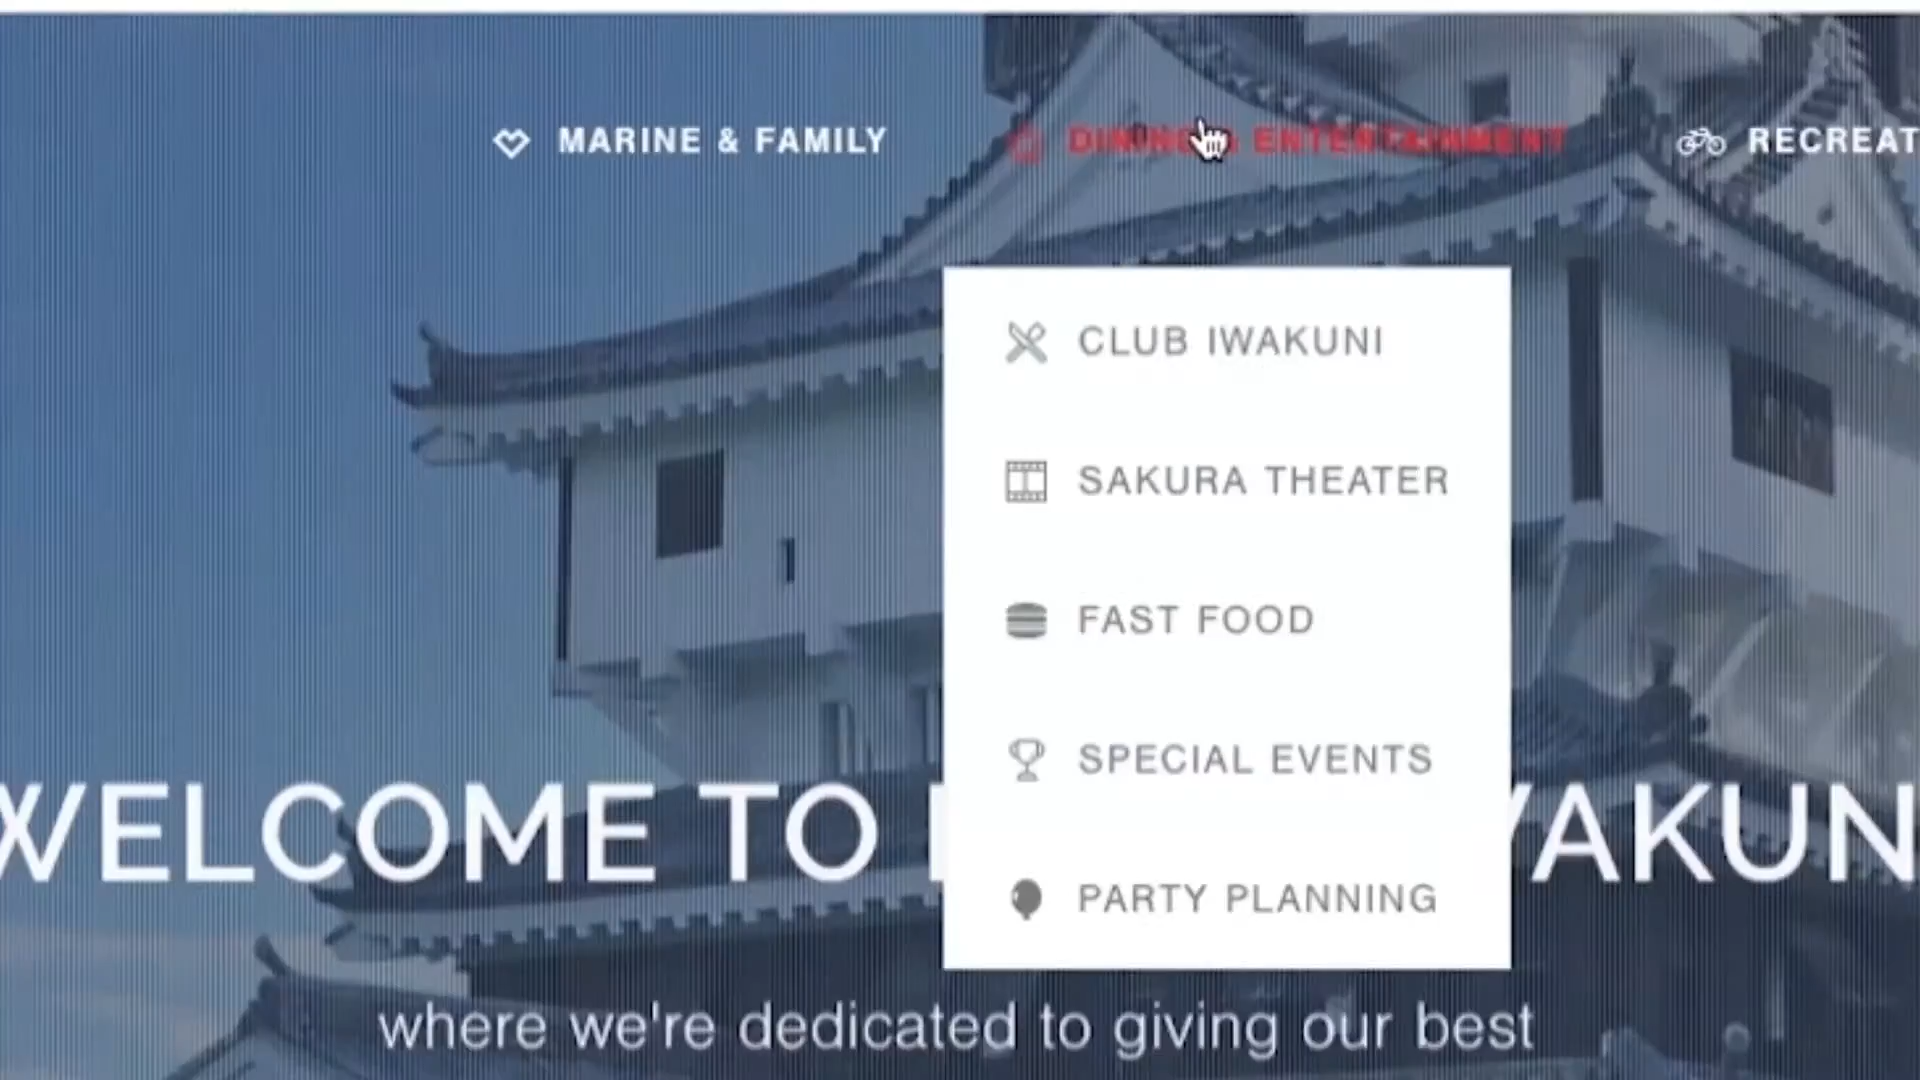 MARINE & FAMILY
DINING & ENTERTAINMENT
RECREAT
CLUB IWAKUNI
SAKURA THEATER
FAST FOOD
SPECIAL EVENTS
PARTY PLANNING
WELCOME TO
WAKUN
where we're dedicated to giving our best